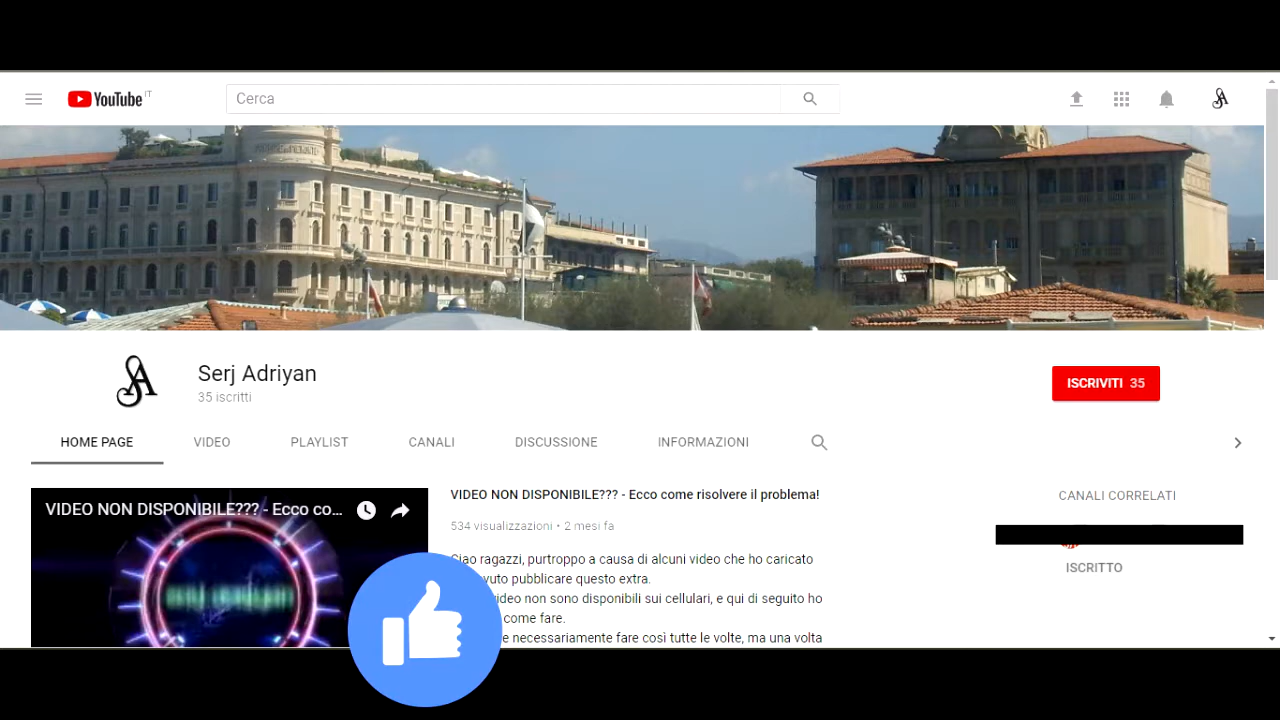 YouTube IT
Cerca
Serj Adriyan
35 iscritti
ISCRIVITI 35
HOME PAGE
VIDEO
PLAYLIST
CANALI
DISCUSSIONE
INFORMAZIONI
VIDEO NON DISPONIBILE??? - Ecco co...
VIDEO NON DISPONIBILE??? - Ecco come risolvere il problema!
534 visualizzazioni • 2 mesi fa
Ciao ragazzi, purtroppo a causa di alcuni video che ho caricato
vuto pubblicare questo extra.
video non sono disponibili sui cellulari, e qui di seguito ho
come fare.
e necessariamente fare così tutte le volte, ma una volta
CANALI CORRELATI
ISCRITTO